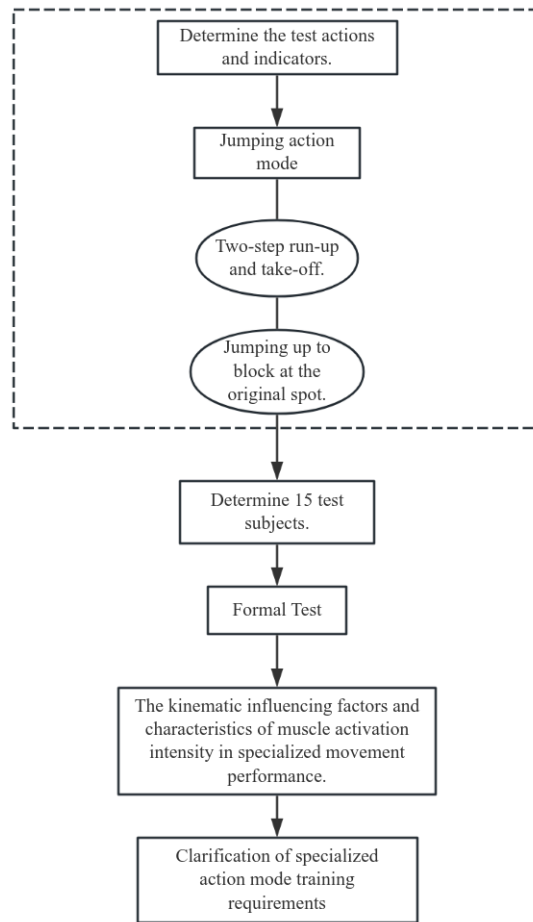 Determine the test actions
and indicators.
Jumping action
mode
Two-step run-up
and take-off.
Jumping up to
block at the
original spot.
Determine 15 test
subjects.
Formal Test
The kinematic influencing factors and
characteristics of muscle activation
intensity in specialized movement
performance.
Clarification of specialized
action mode training
requirements